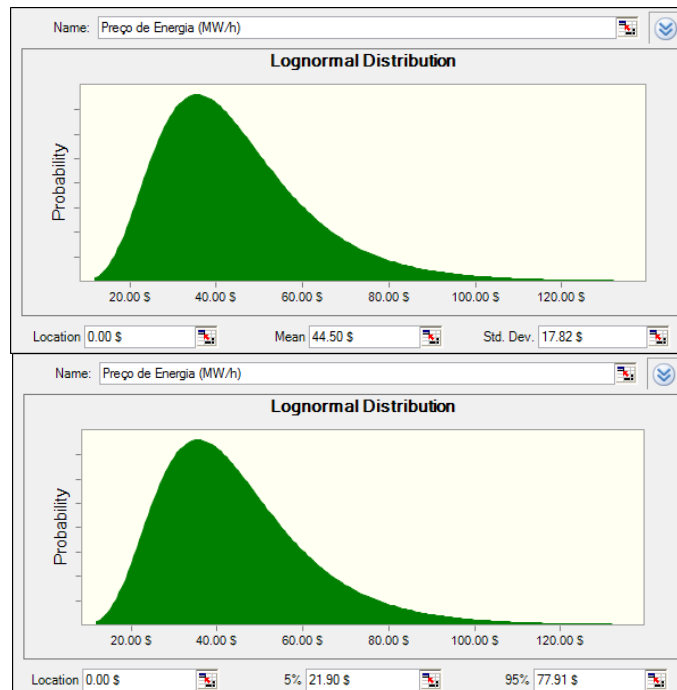 Name: Preço de Energia (MW/h)
Lognormal Distribution
Probability
20.00 $ 40.00 $ 60.00 $ 80.00 $ 100.00 $ 120.00 $
Location 0.00 $ Mean 44.50 $ Std. Dev. 17.82 $
Name: Preço de Energia (MW/h)
Lognormal Distribution
Probability
20.00 $ 40.00 $ 60.00 $ 80.00 $ 100.00 $ 120.00 $
Location 0.00 $ 5% 21.90 $ 95% 77.91 $